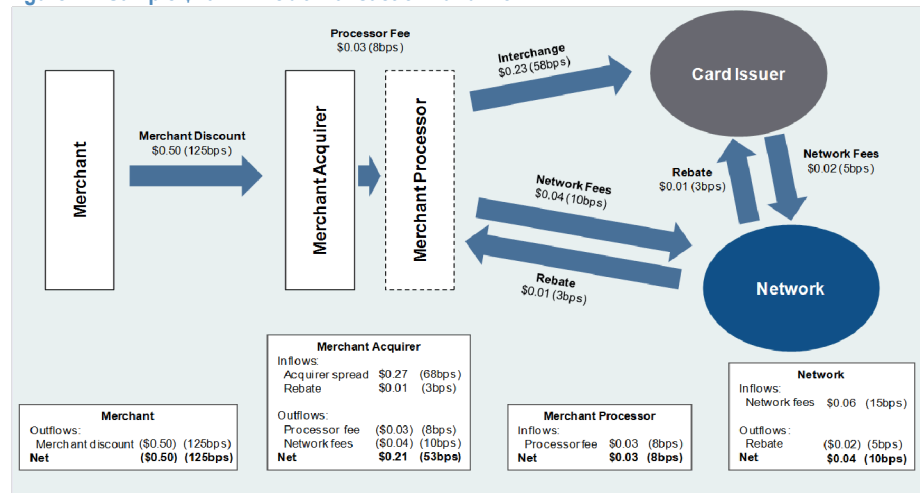 Processor Fee
$0.03 (8bps)
Interchange
$0.23 (58bps)
Card Issuer
Merchant
Merchant Discount
$0.50 (125bps)
Merchant Acquirer
Merchant Processor
Network Fees
$0.04 (10bps)
Rebate
$0.01 (3bps)
Rebate
$0.01 (3bps)
Network Fees
$0.02 (5bps)
Network
Merchant
Outflows:
Merchant discount ($0.50) (125bps)
Net ($0.50) (125bps)
Merchant Acquirer
Inflows:
Acquirer spread $0.27 (68bps)
Rebate $0.01 (3bps)
Outflows:
Processor fee ($0.03) (8bps)
Network fees ($0.04) (10bps)
Net $0.21 (53bps)
Merchant Processor
Inflows:
Processor fee $0.03 (8bps)
Net $0.03 (8bps)
Network
Inflows:
Network fees $0.06 (15bps)
Outflows:
Rebate ($0.02) (5bps)
Net $0.04 (10bps)